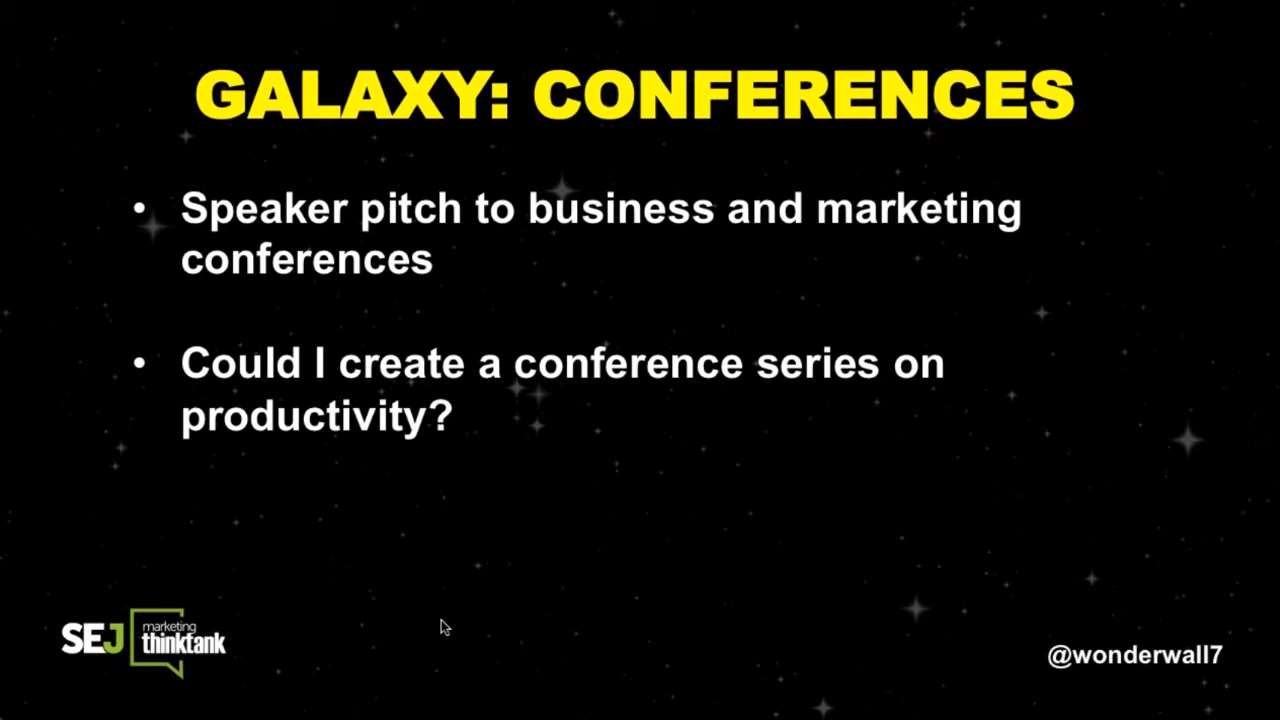 GALAXY: CONFERENCES
• Speaker pitch to business and marketing
conferences
• Could I create a conference series on
productivity?
SEJ marketing
thinktank
@wonderwall7